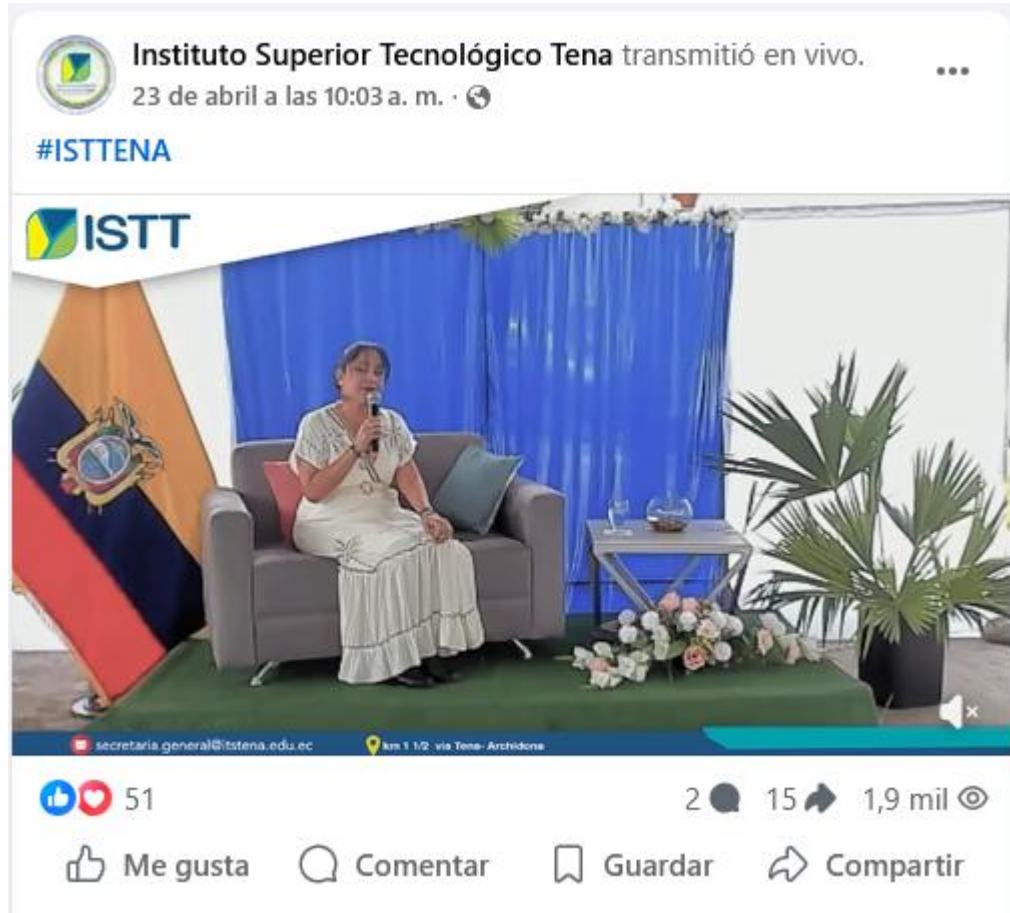 Instituto Superior Tecnológico Tena transmitió en vivo.
23 de abril a las 10:03 a. m. ·
#ISTTENA
ISTT
secretaria.general@itstena.edu.ec km 1 1/2 via Tena- Archidona
51 2 15 1,9 mil
Me gusta Comentar Guardar Compartir